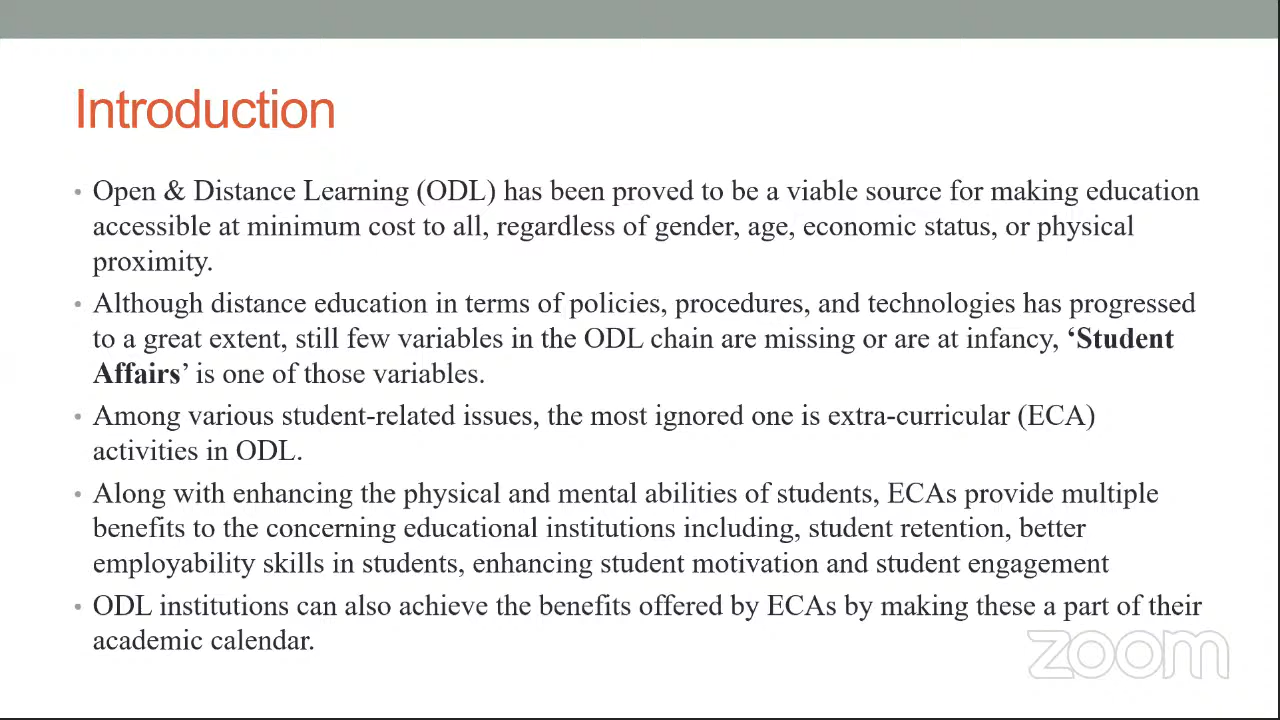 Introduction
• Open & Distance Learning (ODL) has been proved to be a viable source for making education
accessible at minimum cost to all, regardless of gender, age, economic status, or physical
proximity.
• Although distance education in terms of policies, procedures, and technologies has progressed
to a great extent, still few variables in the ODL chain are missing or are at infancy, ‘Student
Affairs’ is one of those variables.
• Among various student-related issues, the most ignored one is extra-curricular (ECA)
activities in ODL.
• Along with enhancing the physical and mental abilities of students, ECAs provide multiple
benefits to the concerning educational institutions including, student retention, better
employability skills in students, enhancing student motivation and student engagement
• ODL institutions can also achieve the benefits offered by ECAs by making these a part of their
academic calendar.
zoom